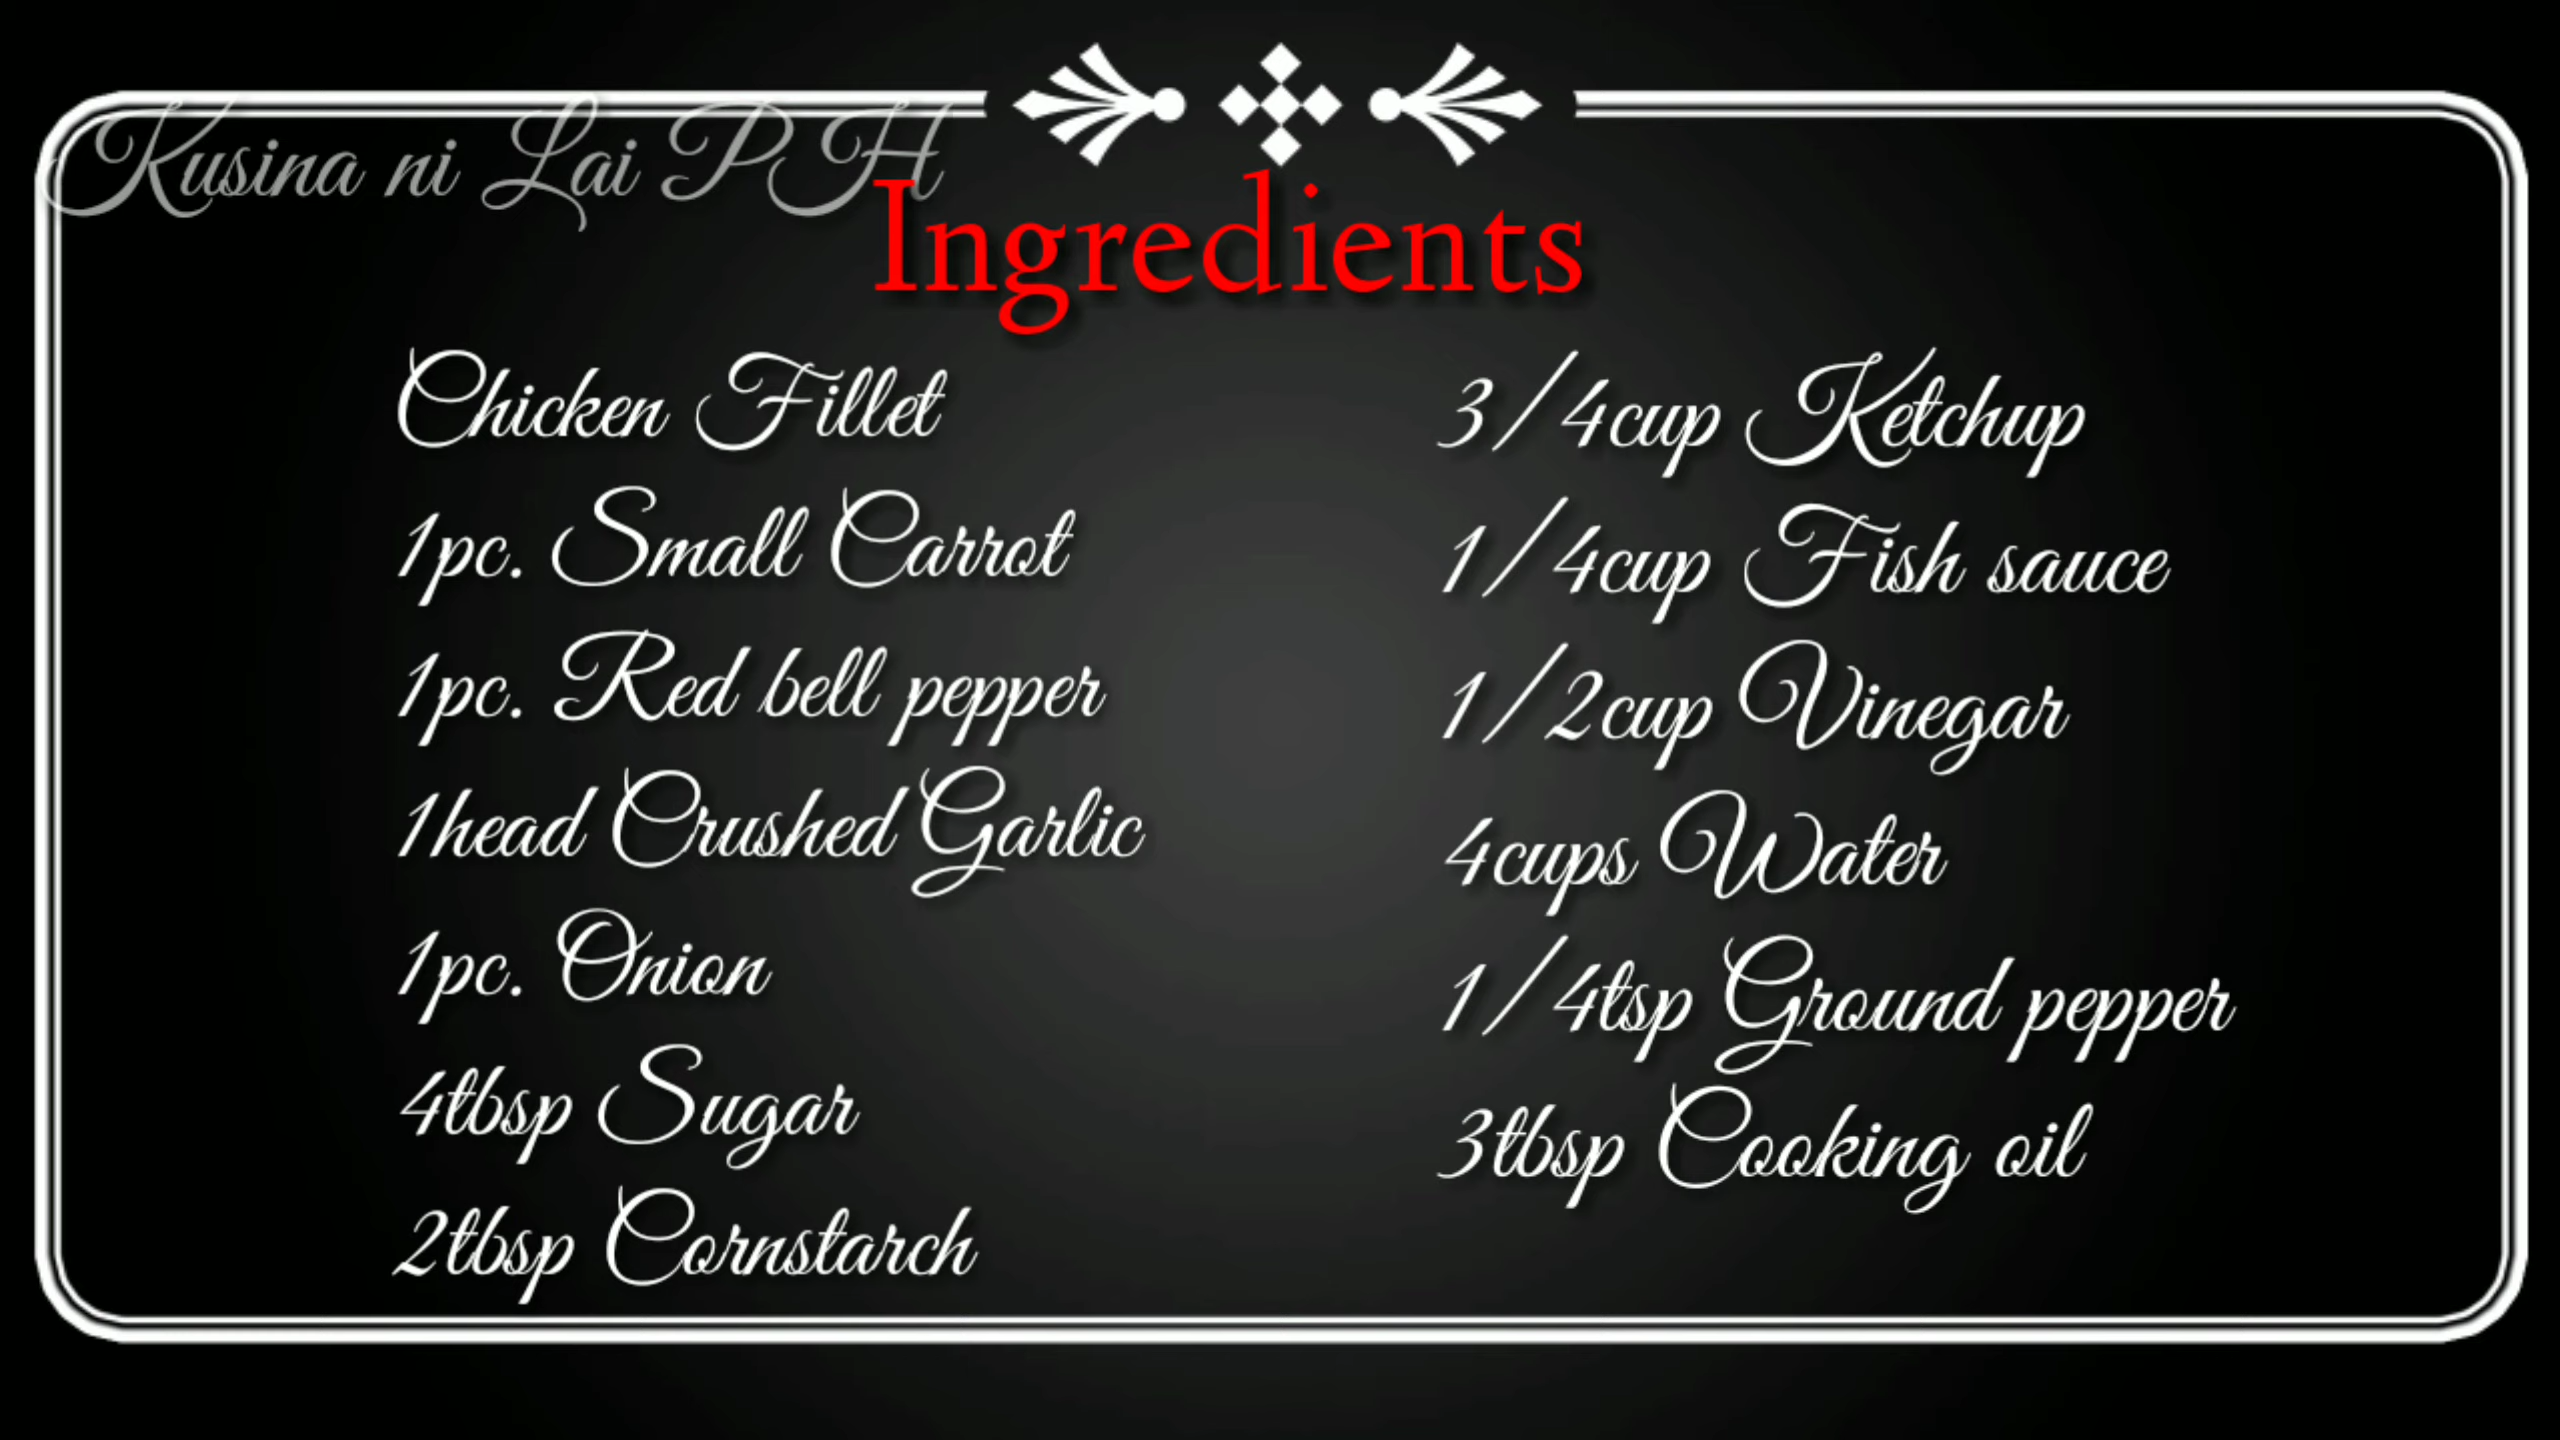 Kusina ni Lai PH
Ingredients
Chicken Fillet
1pc. Small Carrot
1pc. Red bell pepper
1head Crushed Garlic
1pc. Onion
4tbsp Sugar
2tbsp Cornstarch
3/4cup Ketchup
1/4cup Fish sauce
1/2cup Vinegar
4cups Water
1/4tsp Ground pepper
3tbsp Cooking oil